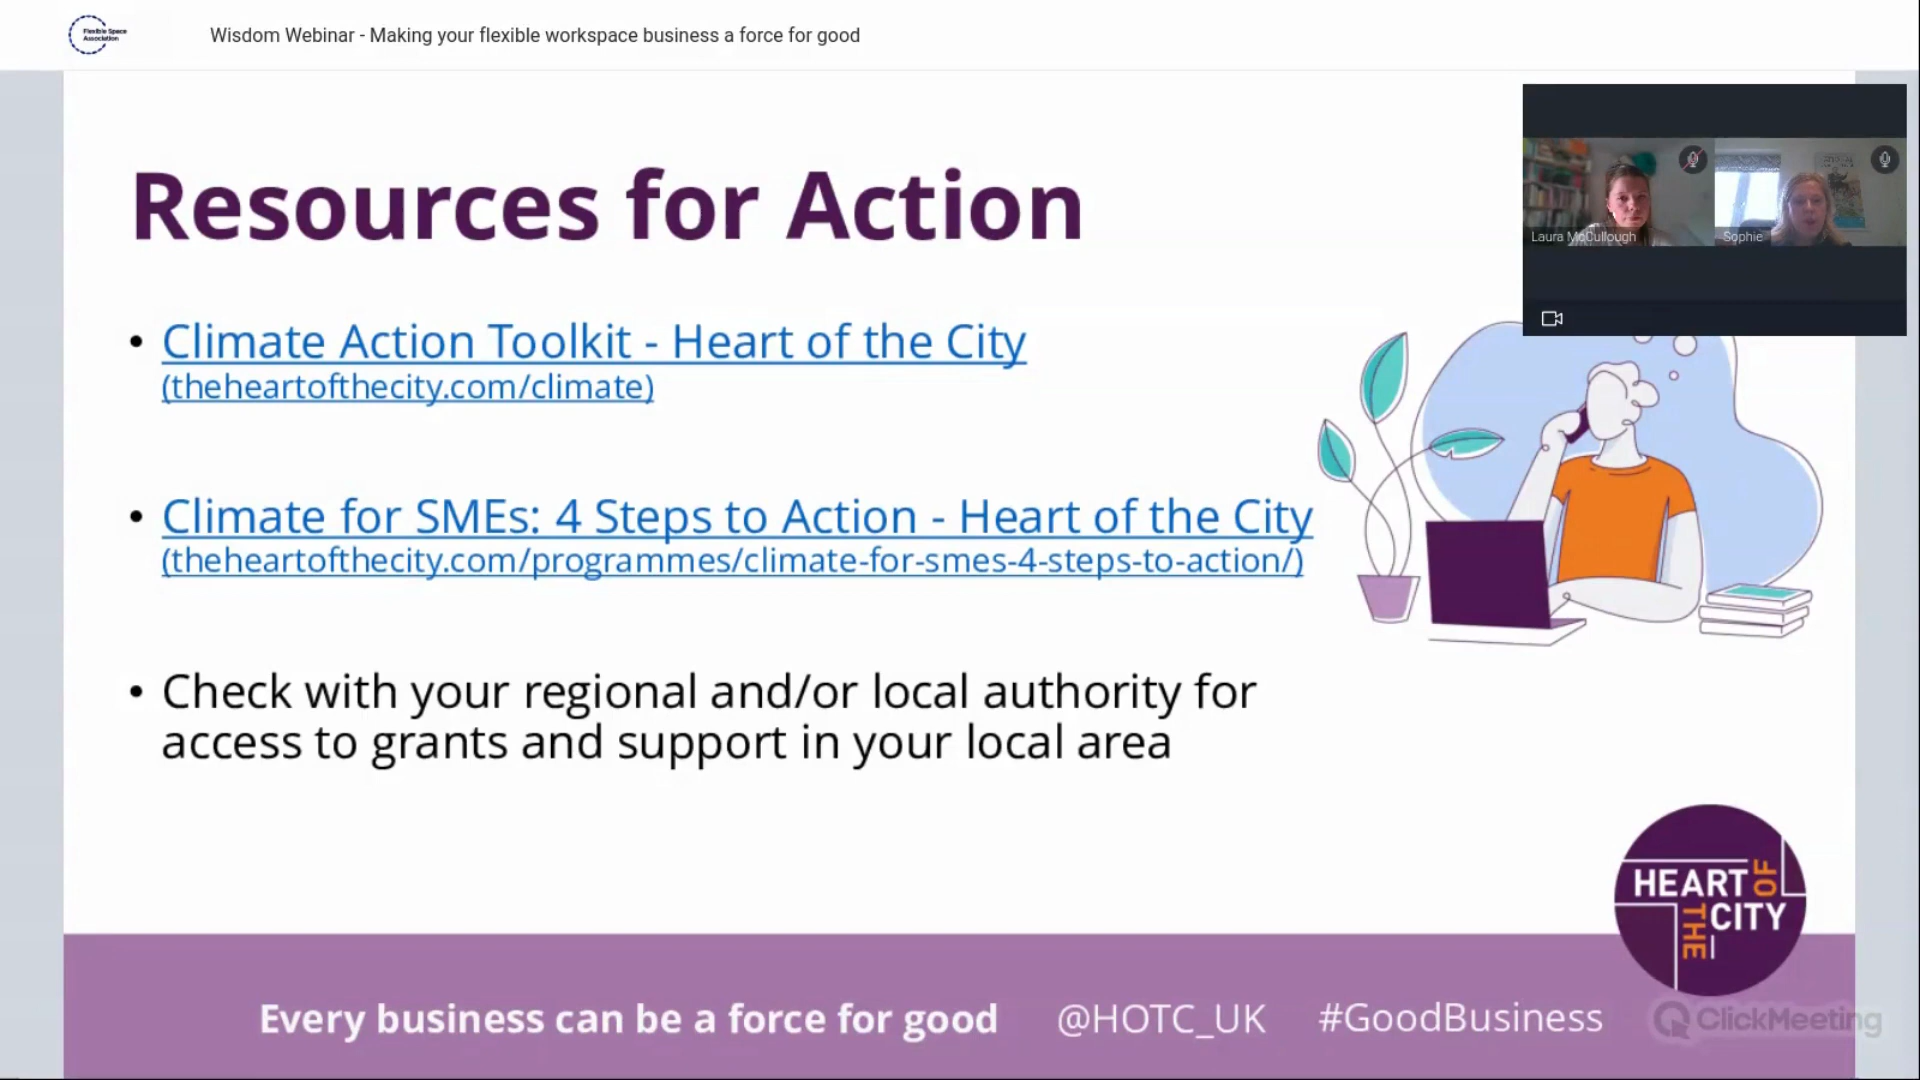 Flexible Space
Association
Wisdom Webinar - Making your flexible workspace business a force for good
Laura McCullough
Sophie
Resources for Action
• Climate Action Toolkit - Heart of the City
(theheartofthecity.com/climate)
• Climate for SMEs: 4 Steps to Action - Heart of the City
(theheartofthecity.com/programmes/climate-for-smes-4-steps-to-action/)
• Check with your regional and/or local authority for
access to grants and support in your local area
HEART OF
THE CITY
Every business can be a force for good @HOTC_UK #GoodBusiness
ClickMeeting